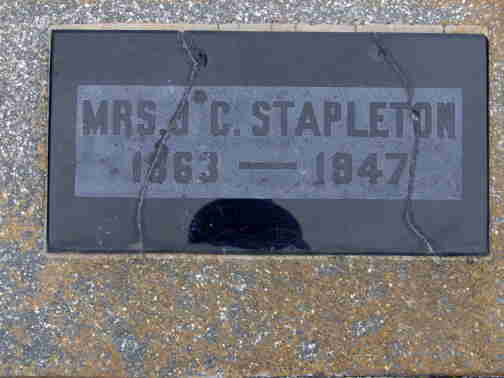 MRS. J C. STAPLETON
1863 — 1947